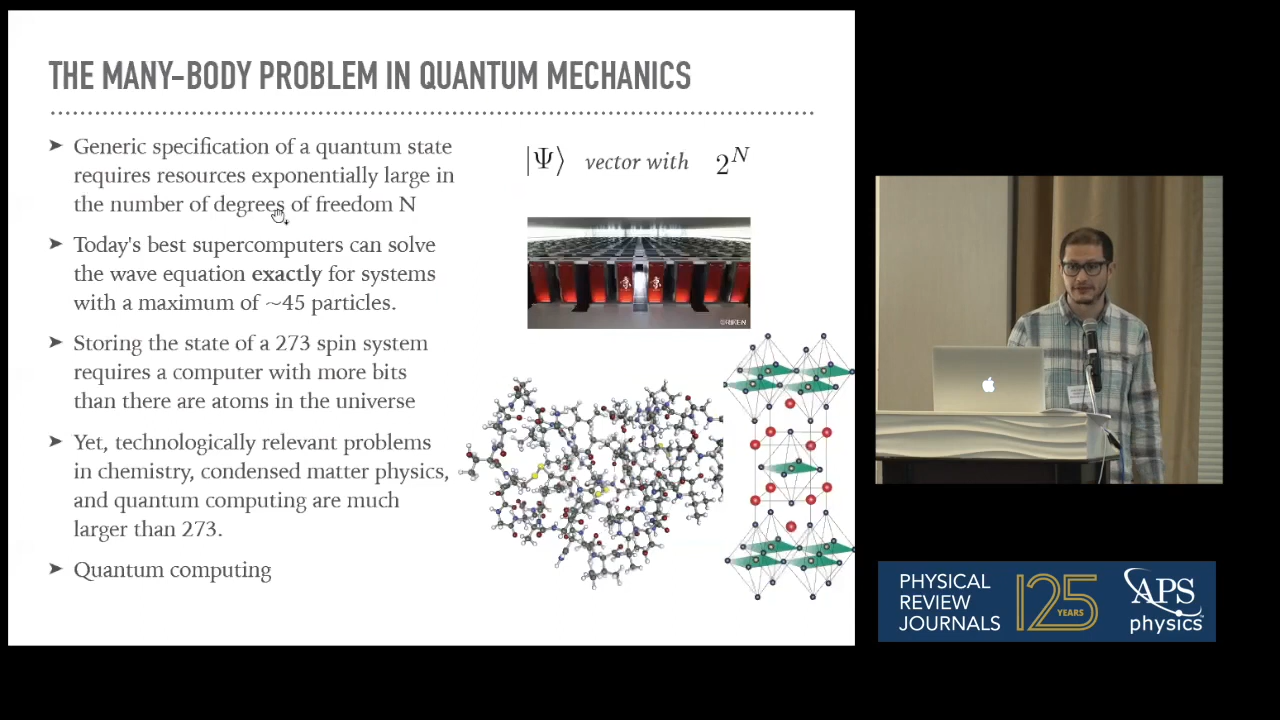 THE MANY-BODY PROBLEM IN QUANTUM MECHANICS
➤ Generic specification of a quantum state
requires resources exponentially large in
the number of degrees of freedom N
➤ Today's best supercomputers can solve
the wave equation exactly for systems
with a maximum of ~45 particles.
➤ Storing the state of a 273 spin system
requires a computer with more bits
than there are atoms in the universe
➤ Yet, technologically relevant problems
in chemistry, condensed matter physics,
and quantum computing are much
larger than 273.
➤ Quantum computing
|Ψ⟩ vector with 2^N
©RIKEN
PHYSICAL
REVIEW
JOURNALS
125
YEARS
APS
physics